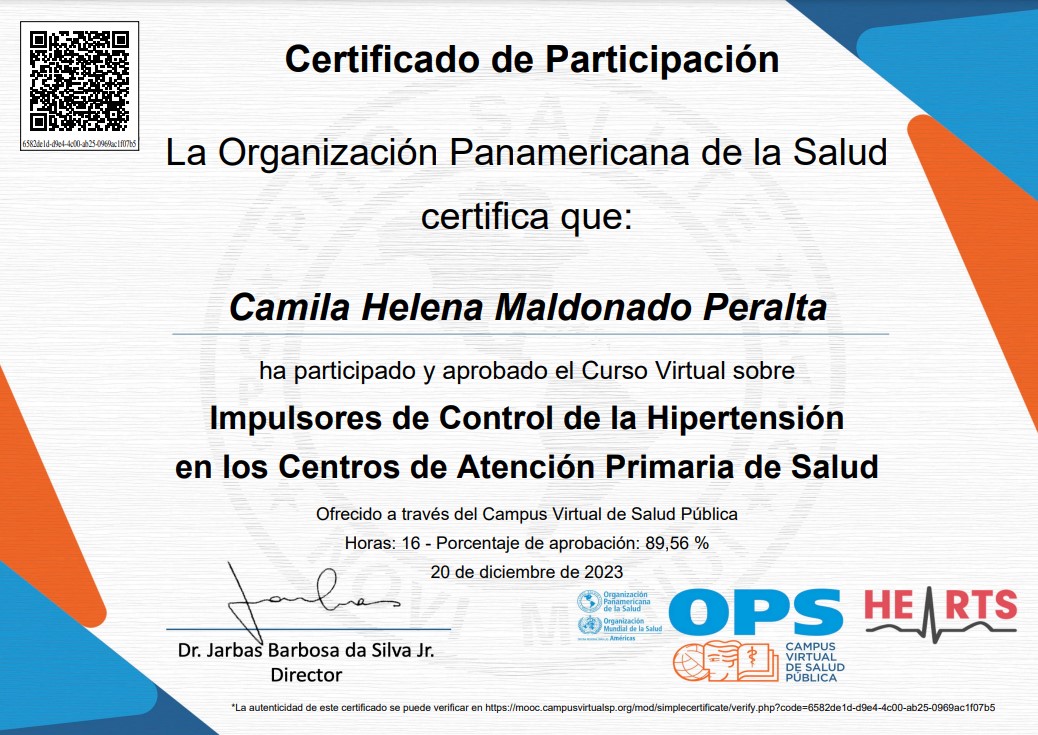 Certificado de Participación
6582de1d-d9e4-4c00-ab25-0969ac1f07b5
La Organización Panamericana de la Salud
certifica que:
Camila Helena Maldonado Peralta
ha participado y aprobado el Curso Virtual sobre
Impulsores de Control de la Hipertensión
en los Centros de Atención Primaria de Salud
Ofrecido a través del Campus Virtual de Salud Pública
Horas: 16 - Porcentaje de aprobación: 89,56 %
20 de diciembre de 2023
Dr. Jarbas Barbosa da Silva Jr.
Director
Organización
Panamericana
de la Salud
Organización
Mundial de la Salud
Américas
OPS
CAMPUS
VIRTUAL
DE SALUD
PÚBLICA
HEARTS
*La autenticidad de este certificado se puede verificar en https://mooc.campusvirtualsp.org/mod/simplecertificate/verify.php?code=6582de1d-d9e4-4c00-ab25-0969ac1f07b5